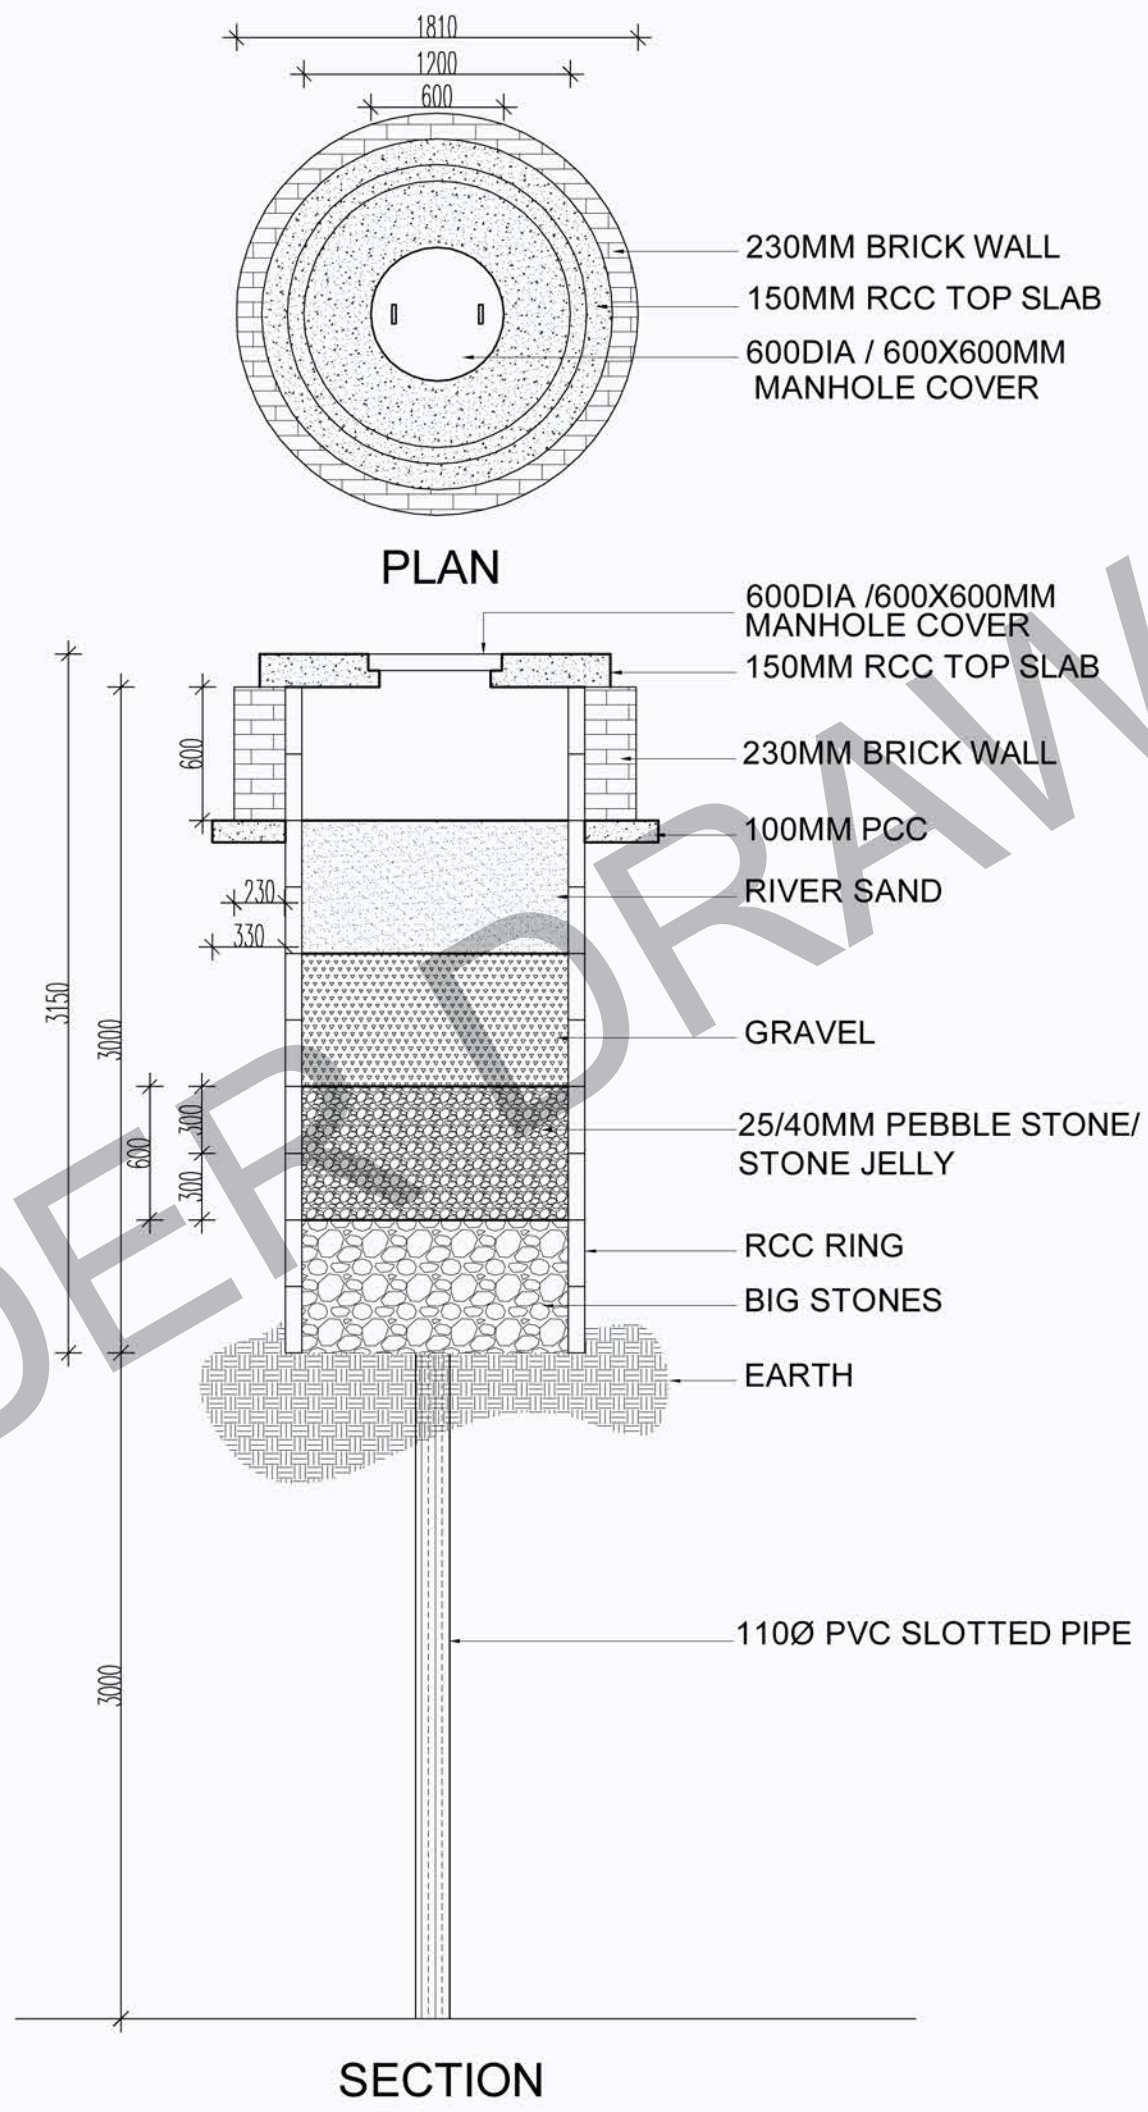 1810
1200
600
230MM BRICK WALL
150MM RCC TOP SLAB
600DIA / 600X600MM
MANHOLE COVER
PLAN
600DIA /600X600MM
MANHOLE COVER
150MM RCC TOP SLAB
600
230MM BRICK WALL
100MM PCC
RIVER SAND
230
330
3150
3000
GRAVEL
600
300
300
25/40MM PEBBLE STONE/
STONE JELLY
RCC RING
BIG STONES
EARTH
110Ø PVC SLOTTED PIPE
3000
SECTION
DER DRAW